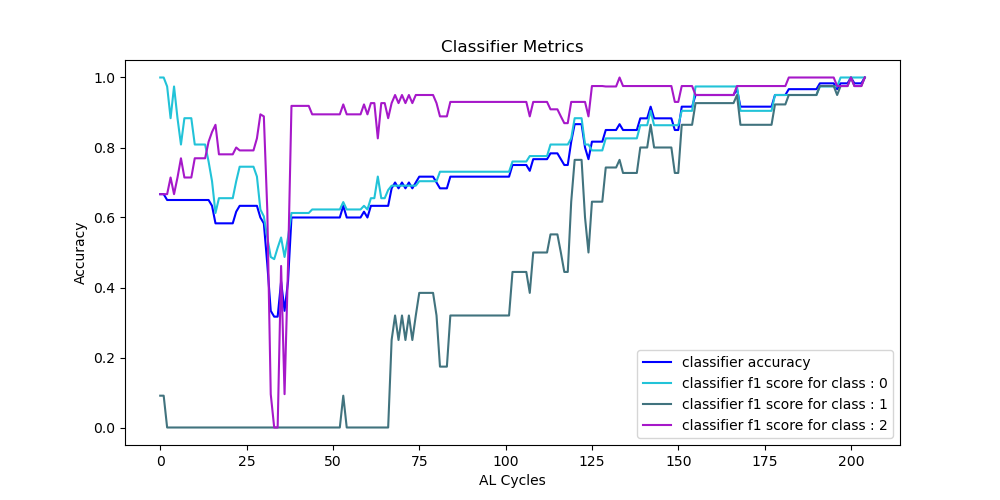 Classifier Metrics
1.0
0.8
0.6
0.4
0.2
0.0
Accuracy
0 25 50 75 100 125 150 175 200
AL Cycles
classifier accuracy
classifier f1 score for class : 0
classifier f1 score for class : 1
classifier f1 score for class : 2